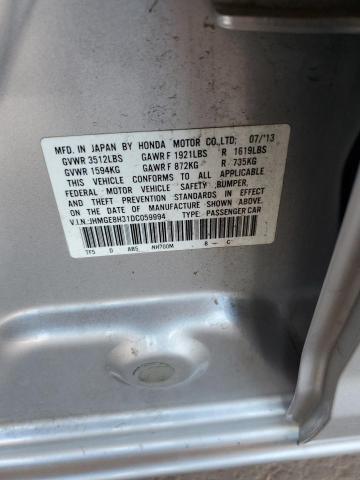 MFD. IN JAPAN BY HONDA MOTOR CO.,LTD; 07/'13
GVWR 3512LBS GAWR F 1921LBS R 1619LBS
GVWR 1594KG GAWR F 872KG R 735KG
THIS VEHICLE CONFORMS TO ALL APPLICABLE
FEDERAL MOTOR VEHICLE SAFETY, BUMPER,
AND THEFT PREVENTION STANDARDS IN EFFECT
ON THE DATE OF MANUFACTURE SHOWN ABOVE.
V.I.N.:JHMGE8H31DC059994 TYPE: PASSENGER CAR
TF5 D ABS NH700M B - C